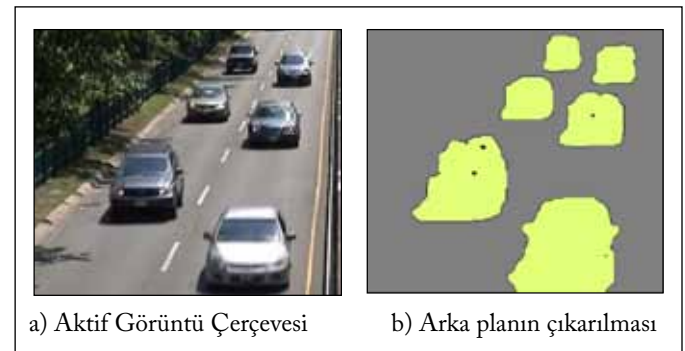 a) Aktif Görüntü Çerçevesi
b) Arka planın çıkarılması